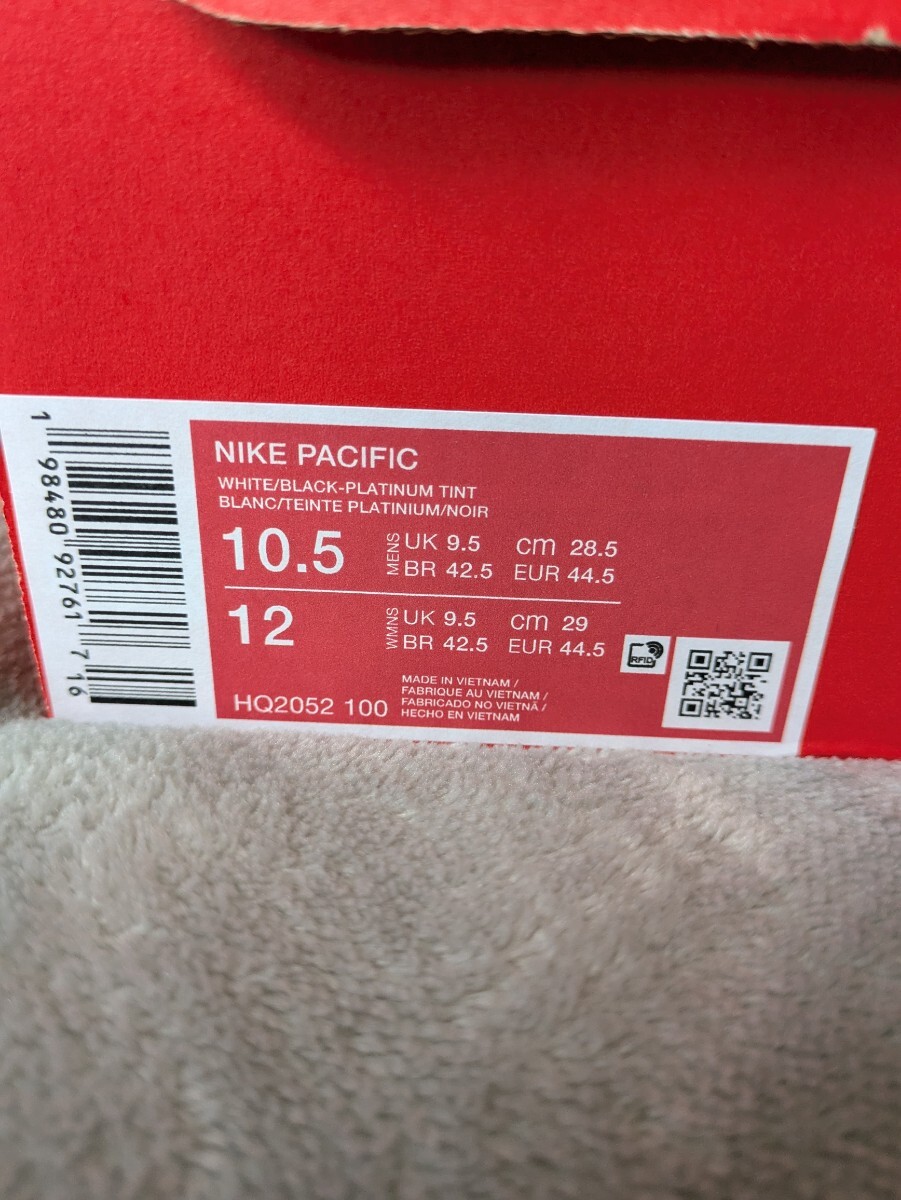 1 98480 92761 7 16
NIKE PACIFIC
WHITE/BLACK-PLATINUM TINT
BLANC/TEINTE PLATINIUM/NOIR
10.5 MENS UK 9.5 cm 28.5
BR 42.5 EUR 44.5
12 WMNS UK 9.5 cm 29
BR 42.5 EUR 44.5
RFID
HQ2052 100
MADE IN VIETNAM /
FABRIQUE AU VIETNAM /
FABRICADO NO VIETNÃ /
HECHO EN VIETNAM